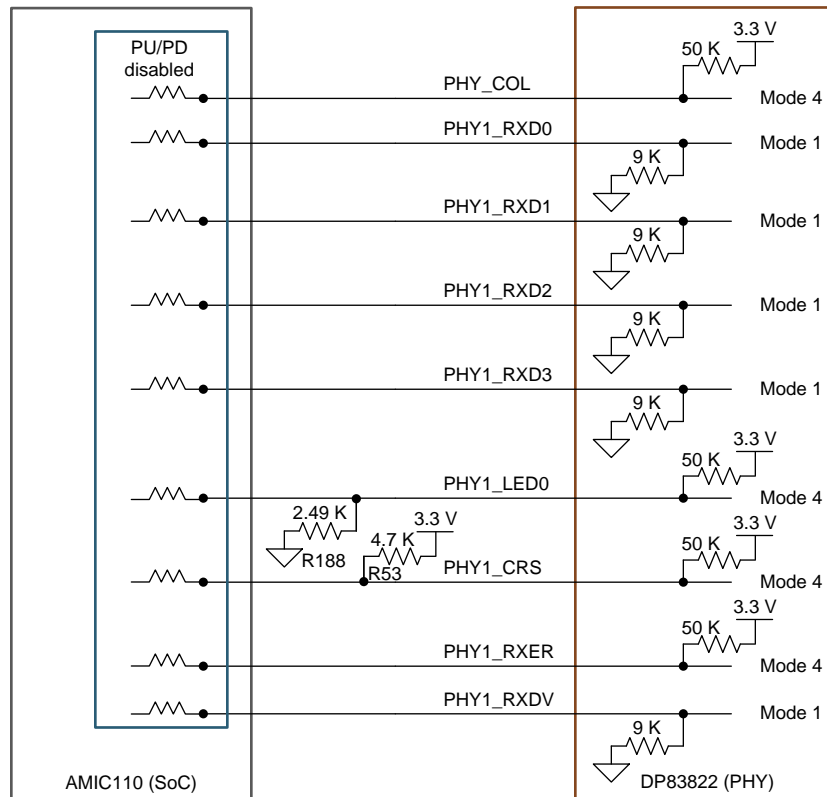 PU/PD
disabled
3.3 V
50 K
PHY_COL
Mode 4
PHY1_RXD0
Mode 1
9 K
PHY1_RXD1
Mode 1
9 K
PHY1_RXD2
Mode 1
9 K
PHY1_RXD3
Mode 1
9 K
3.3 V
50 K
PHY1_LED0
Mode 4
2.49 K
R188
3.3 V
4.7 K
R53
3.3 V
50 K
PHY1_CRS
Mode 4
3.3 V
50 K
PHY1_RXER
Mode 4
PHY1_RXDV
Mode 1
9 K
AMIC110 (SoC)
DP83822 (PHY)